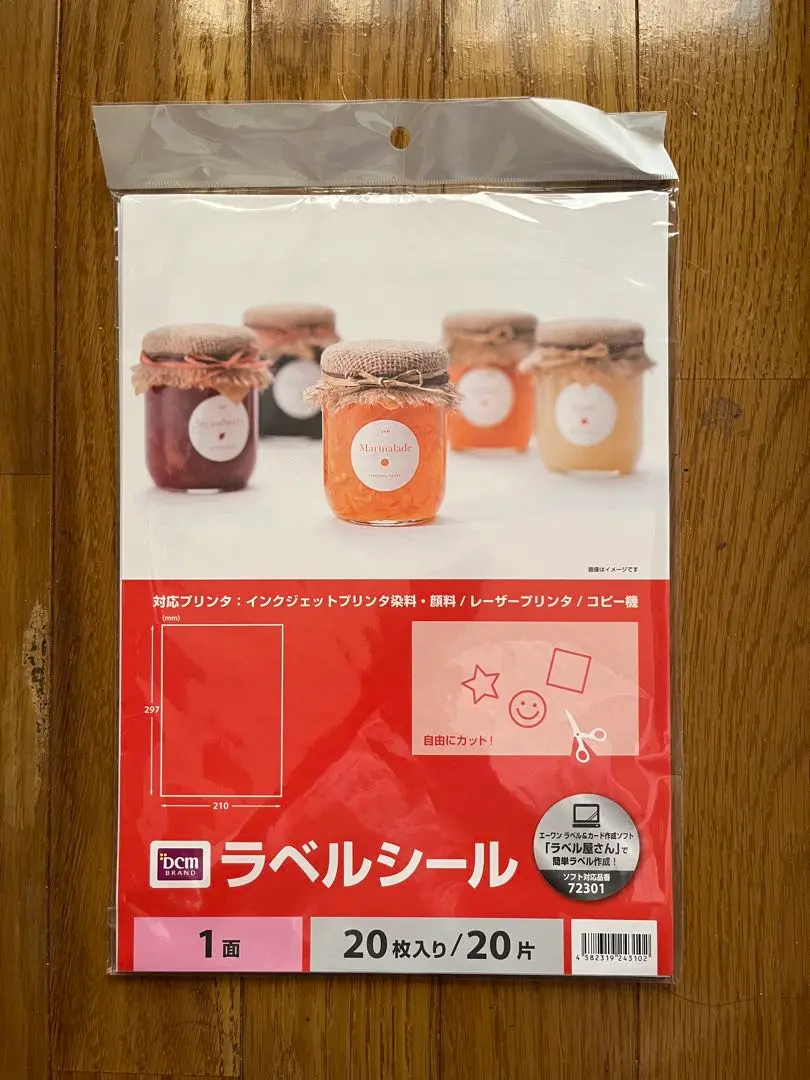 Strawberry
JAM
Marmalade
画像はイメージです
対応プリンタ：インクジェットプリンタ染料・顔料 / レーザープリンタ / コピー機
(mm)
297
210
自由にカット！
エーワン ラベル&カード作成ソフト
「ラベル屋さん」で
簡単ラベル作成！
ソフト対応品番
72301
DCM
BRAND
ラベルシール
1面
20枚入り/20片
4582319243102